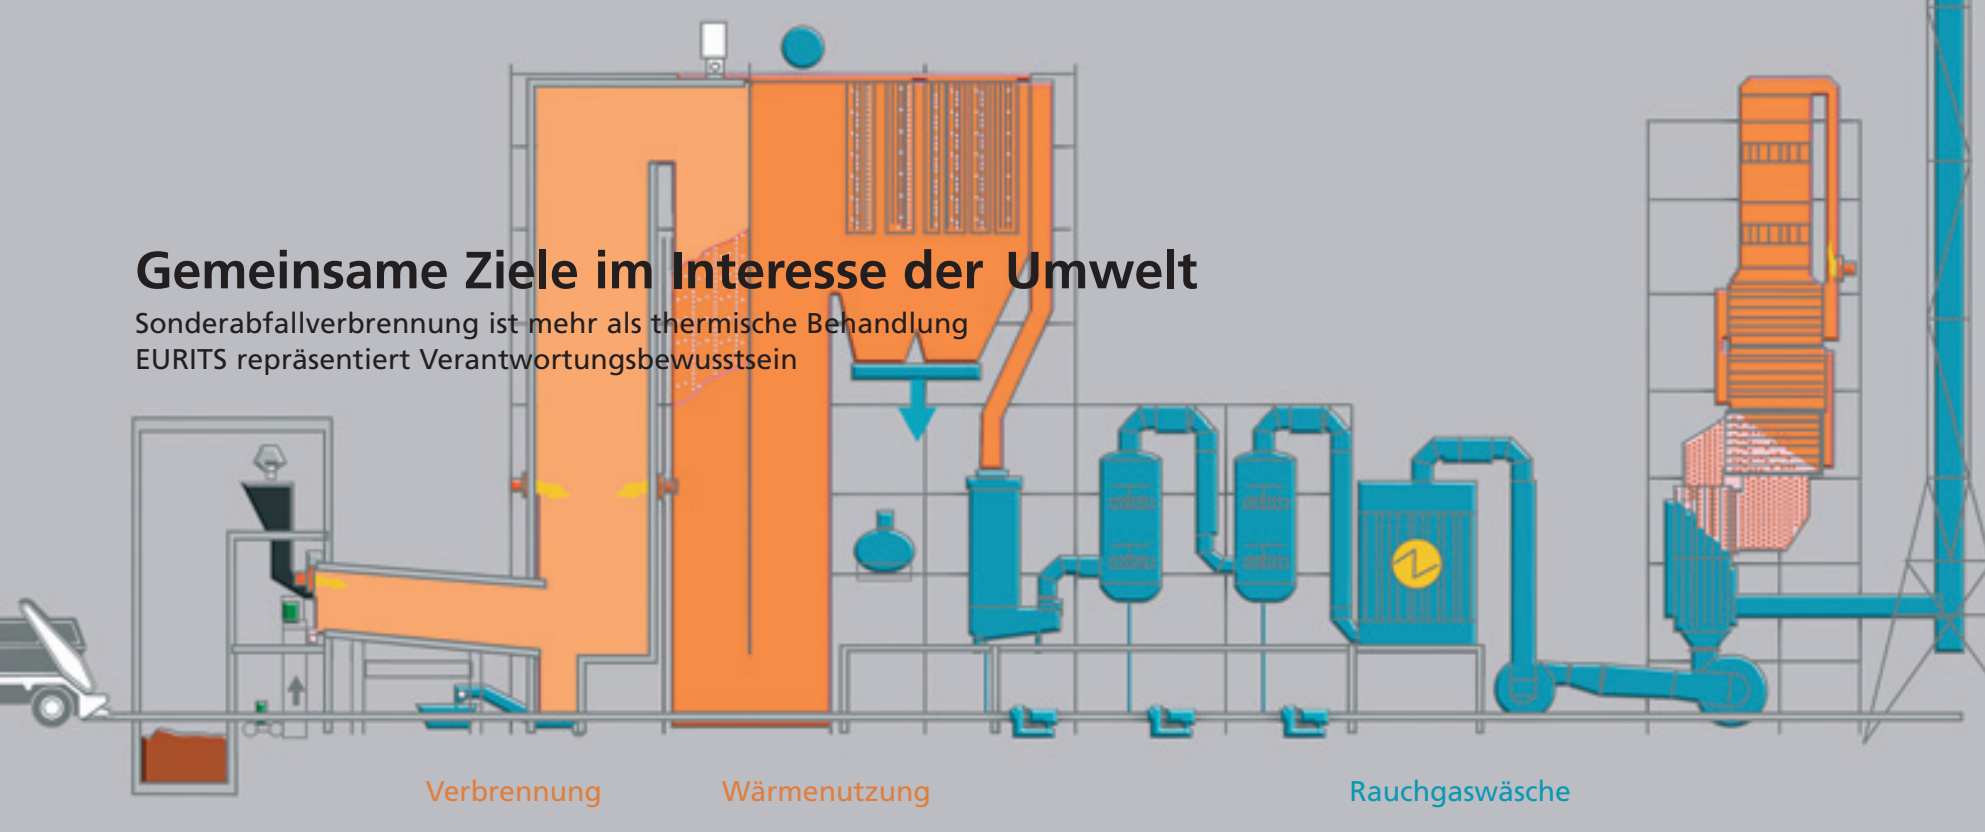 Gemeinsame Ziele im Interesse der Umwelt
Sonderabfallverbrennung ist mehr als thermische Behandlung
EURITS repräsentiert Verantwortungsbewusstsein
Verbrennung
Wärmenutzung
Rauchgaswäsche